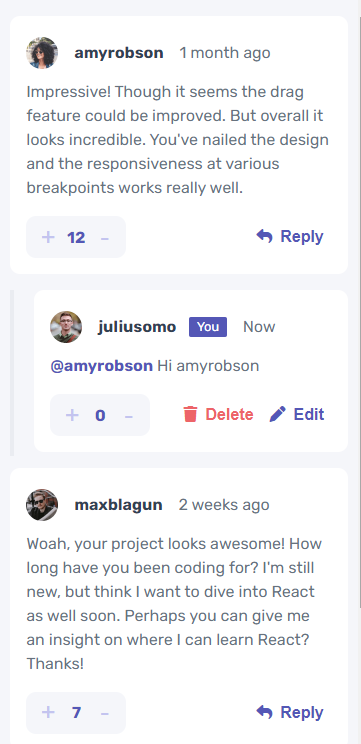 amyrobson 1 month ago
Impressive! Though it seems the drag
feature could be improved. But overall it
looks incredible. You've nailed the design
and the responsiveness at various
breakpoints works really well.
+ 12 - Reply
juliusomo You Now
@amyrobson Hi amyrobson
+ 0 - Delete Edit
maxblagun 2 weeks ago
Woah, your project looks awesome! How
long have you been coding for? I'm still
new, but think I want to dive into React
as well soon. Perhaps you can give me
an insight on where I can learn React?
Thanks!
+ 7 - Reply